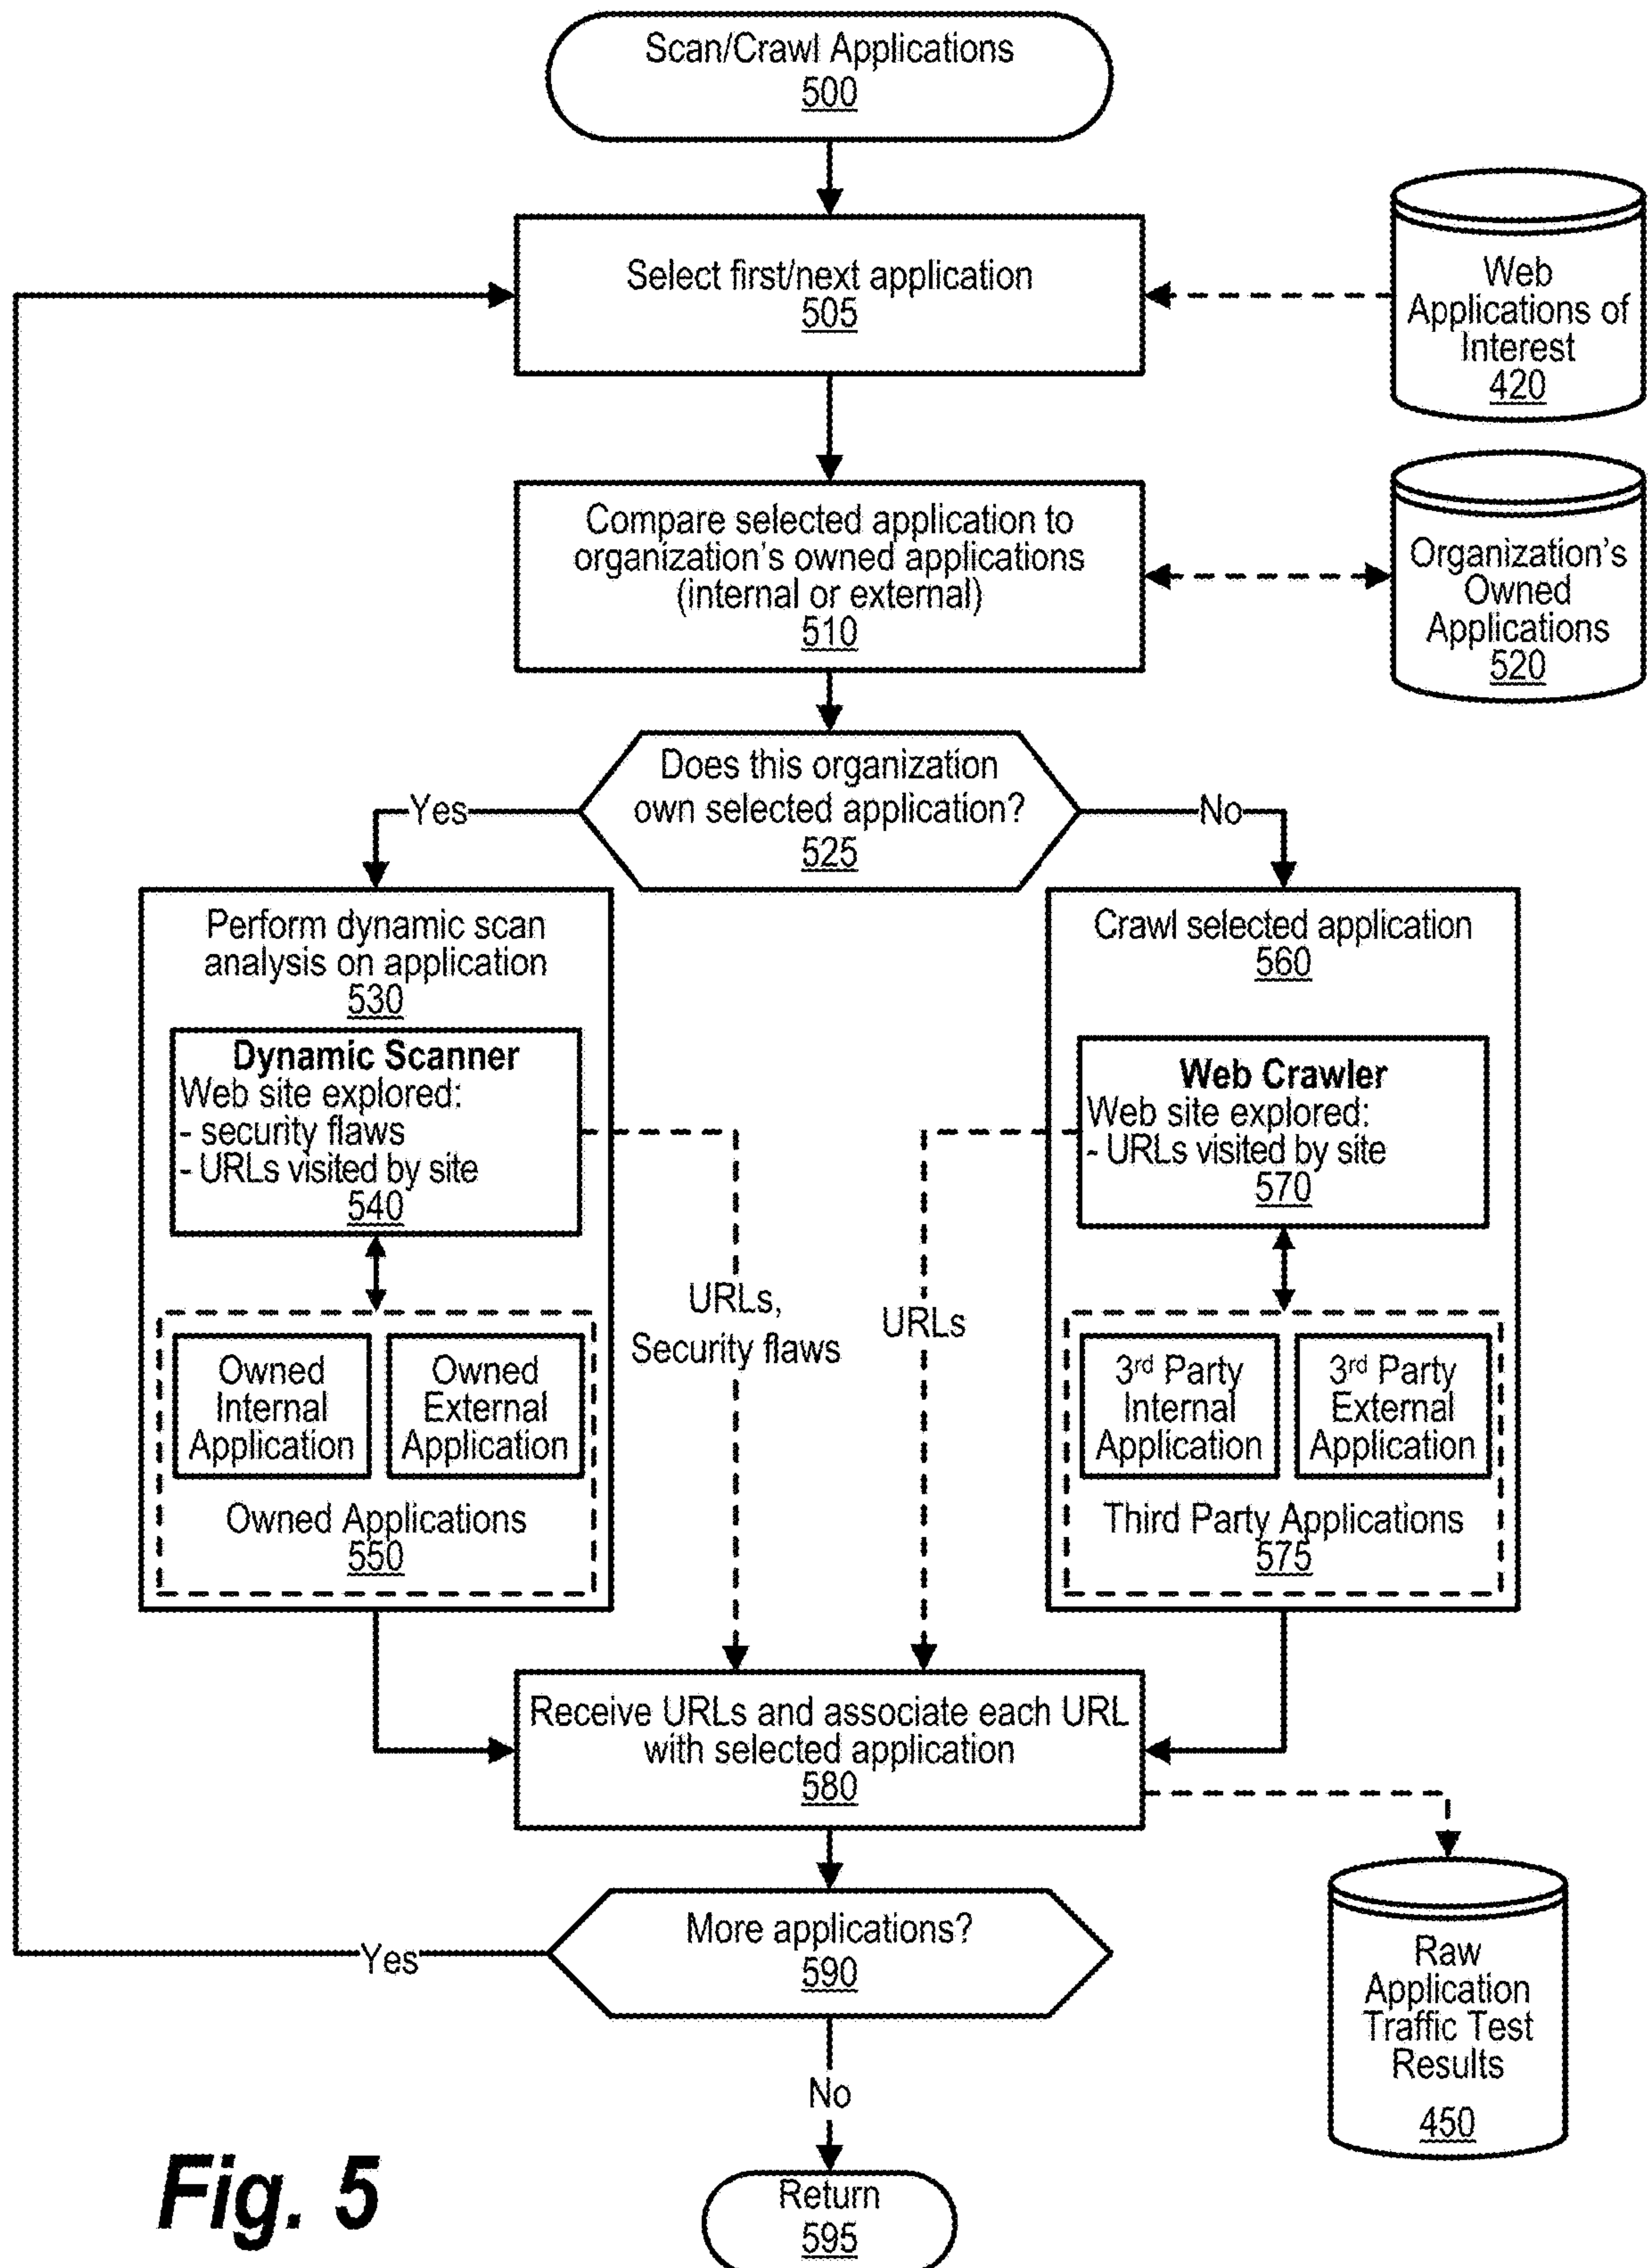 Scan/Crawl Applications
500
Select first/next application
505
Web
Applications of
Interest
420
Compare selected application to
organization's owned applications
(internal or external)
510
Organization's
Owned
Applications
520
Does this organization
own selected application?
525
Yes
No
Perform dynamic scan
analysis on application
530
Dynamic Scanner
Web site explored:
- security flaws
- URLs visited by site
540
Owned
Internal
Application
Owned
External
Application
Owned Applications
550
URLs,
Security flaws
URLs
Crawl selected application
560
Web Crawler
Web site explored:
- URLs visited by site
570
3rd Party
Internal
Application
3rd Party
External
Application
Third Party Applications
575
Receive URLs and associate each URL
with selected application
580
More applications?
590
Yes
No
Raw
Application
Traffic Test
Results
450
Return
595
Fig. 5